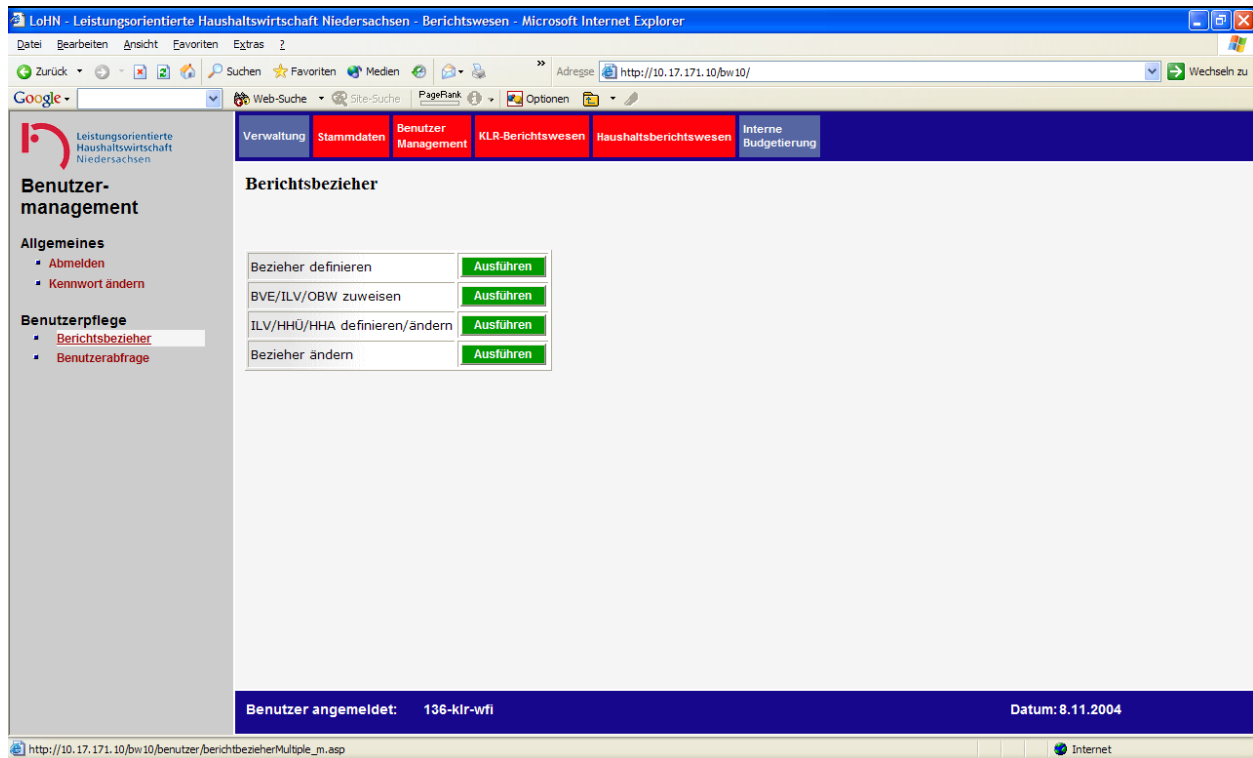 LoHN - Leistungsorientierte Haushaltswirtschaft Niedersachsen - Berichtswesen - Microsoft Internet Explorer
Datei Bearbeiten Ansicht Favoriten Extras ?
Zurück Suchen Favoriten Medien » Adresse http://10.17.171.10/bw10/ Wechseln zu
Google Web-Suche Site-Suche PageRank Optionen
Leistungsorientierte
Haushaltswirtschaft
Niedersachsen
Verwaltung Stammdaten Benutzer Management KLR-Berichtswesen Haushaltsberichtswesen Interne Budgetierung
Benutzer-
management
Allgemeines
Abmelden
Kennwort ändern
Benutzerpflege
Berichtsbezieher
Benutzerabfrage
Berichtsbezieher
Bezieher definieren Ausführen
BVE/ILV/OBW zuweisen Ausführen
ILV/HHÜ/HHA definieren/ändern Ausführen
Bezieher ändern Ausführen
Benutzer angemeldet: 136-klr-wfi Datum: 8.11.2004
http://10.17.171.10/bw10/benutzer/berichtbezieherMultiple_m.asp Internet